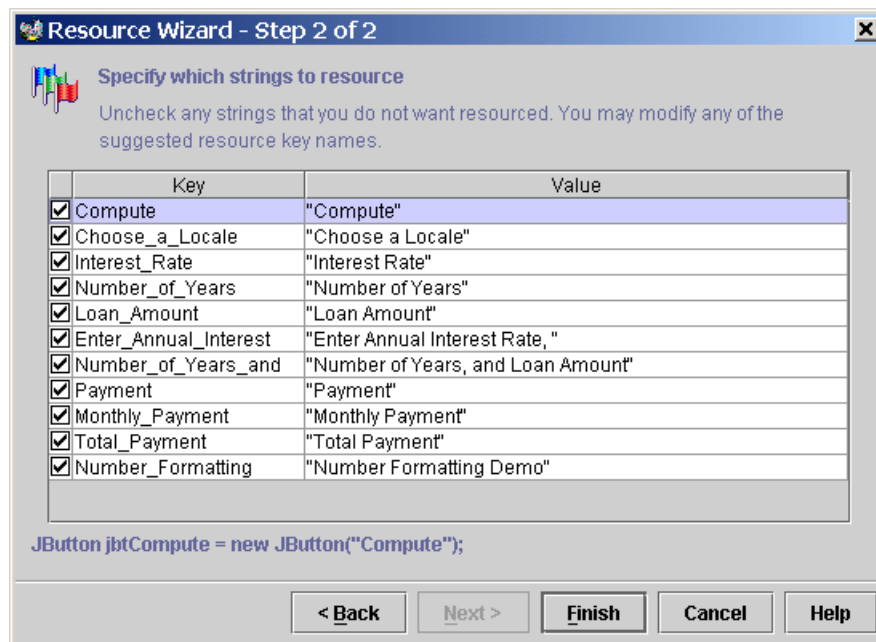 Resource Wizard - Step 2 of 2
Specify which strings to resource
Uncheck any strings that you do not want resourced. You may modify any of the
suggested resource key names.
Key Value
Compute "Compute"
Choose_a_Locale "Choose a Locale"
Interest_Rate "Interest Rate"
Number_of_Years "Number of Years"
Loan_Amount "Loan Amount"
Enter_Annual_Interest "Enter Annual Interest Rate, "
Number_of_Years_and "Number of Years, and Loan Amount"
Payment "Payment"
Monthly_Payment "Monthly Payment"
Total_Payment "Total Payment"
Number_Formatting "Number Formatting Demo"
JButton jbtCompute = new JButton("Compute");
< Back Next > Finish Cancel Help